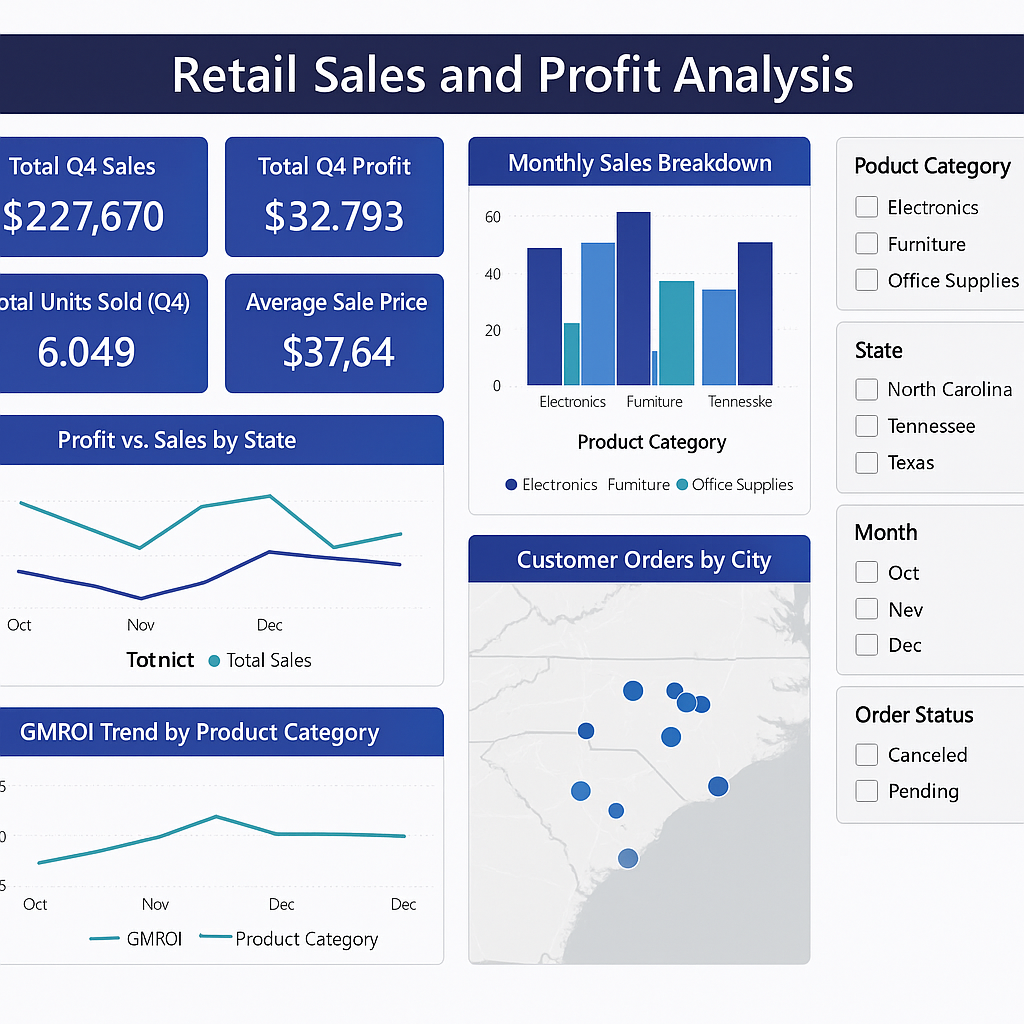 Retail Sales and Profit Analysis
Total Q4 Sales
$227,670
Total Q4 Profit
$32.793
otal Units Sold (Q4)
6.049
Average Sale Price
$37,64
Profit vs. Sales by State
Oct Nov Dec
Totnict Total Sales
GMROI Trend by Product Category
5
0
5
Oct Nov Dec Dec
GMROI Product Category
Monthly Sales Breakdown
60
40
20
0
Electronics Fumiture Tennesske
Product Category
Electronics Fumiture Office Supplies
Customer Orders by City
Poduct Category
Electronics
Furniture
Office Supplies
State
North Carolina
Tennessee
Texas
Month
Oct
Nev
Dec
Order Status
Canceled
Pending